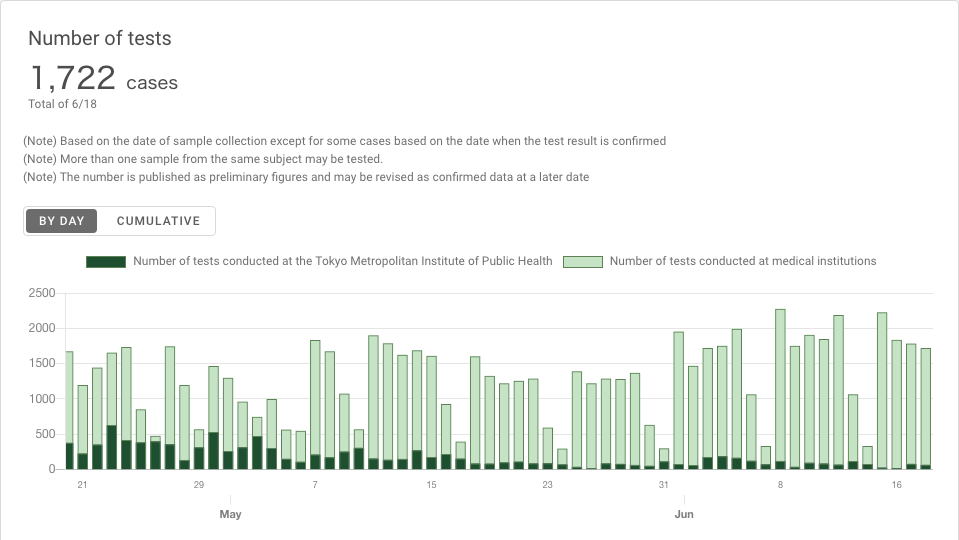 Number of tests
1,722 cases
Total of 6/18
(Note) Based on the date of sample collection except for some cases based on the date when the test result is confirmed
(Note) More than one sample from the same subject may be tested.
(Note) The number is published as preliminary figures and may be revised as confirmed data at a later date
BY DAY CUMULATIVE
Number of tests conducted at the Tokyo Metropolitan Institute of Public Health Number of tests conducted at medical institutions
2500
2000
1500
1000
500
0
21 29 7 15 23 31 8 16
May Jun